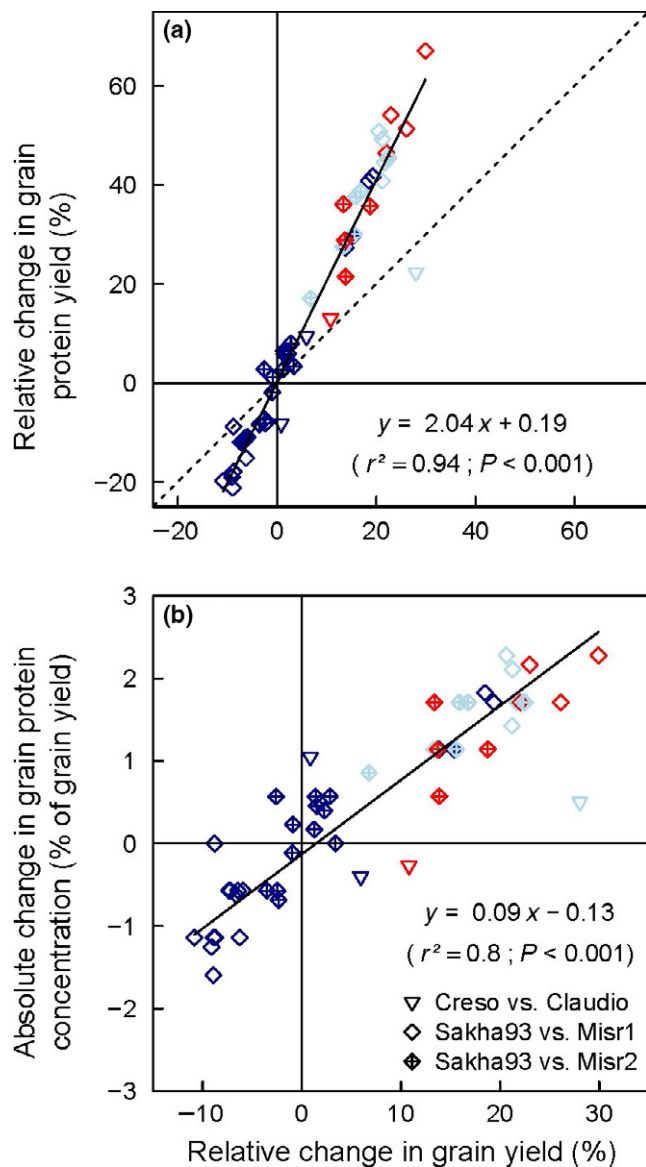 (a)
Relative change in grain
protein yield (%)
60
40
20
0
−20
y = 2.04 x + 0.19
( r² = 0.94 ; P < 0.001)
−20 0 20 40 60
(b)
Absolute change in grain protein
concentration (% of grain yield)
3
2
1
0
−1
−2
−3
y = 0.09 x − 0.13
( r² = 0.8 ; P < 0.001)
Creso vs. Claudio
Sakha93 vs. Misr1
Sakha93 vs. Misr2
−10 0 10 20 30
Relative change in grain yield (%)